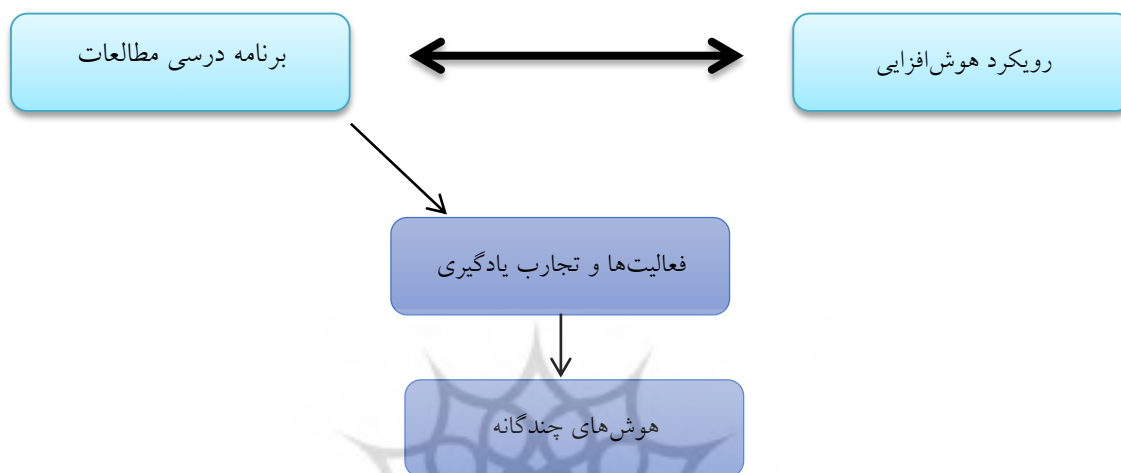 رویکرد هوش‌افزایی
برنامه درسی مطالعات
فعالیت‌ها و تجارب یادگیری
هوش‌های چندگانه